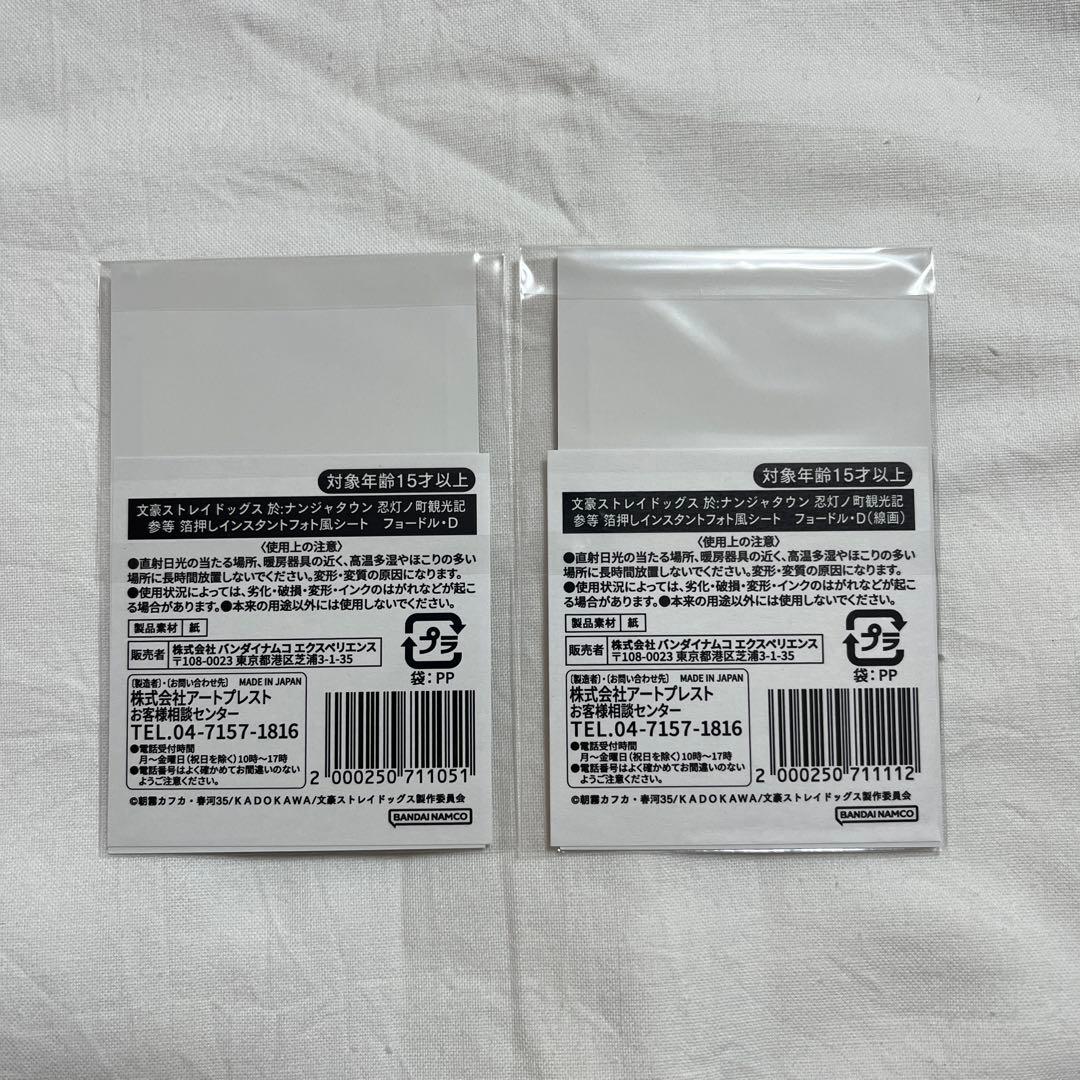 対象年齢15才以上
文豪ストレイドッグス 於:ナンジャタウン 忍灯ノ町観光記
参等 箔押しインスタントフォト風シート フョードル・D
〈使用上の注意〉
●直射日光の当たる場所、暖房器具の近く、高温多湿やほこりの多い
場所に長時間放置しないでください。変形・変質の原因になります。
●使用状況によっては、劣化・破損・変形・インクのはがれなどが起こ
る場合があります。●本来の用途以外には使用しないでください。
製品素材 紙
販売者 株式会社 バンダイナムコ エクスペリエンス
〒108-0023 東京都港区芝浦3-1-35
プラ
袋:PP
〔製造者〕・〔お問い合わせ先〕 MADE IN JAPAN
株式会社アートプレスト
お客様相談センター
TEL.04-7157-1816
●電話受付時間
月〜金曜日(祝日を除く)10時〜17時
●電話番号はよく確かめてお間違いのない
ようご注意ください。
2 000250 711051
©朝霧カフカ・春河35/KADOKAWA/文豪ストレイドッグス製作委員会
BANDAI NAMCO
対象年齢15才以上
文豪ストレイドッグス 於:ナンジャタウン 忍灯ノ町観光記
参等 箔押しインスタントフォト風シート フョードル・D(線画)
〈使用上の注意〉
●直射日光の当たる場所、暖房器具の近く、高温多湿やほこりの多い
場所に長時間放置しないでください。変形・変質の原因になります。
●使用状況によっては、劣化・破損・変形・インクのはがれなどが起こ
る場合があります。●本来の用途以外には使用しないでください。
製品素材 紙
販売者 株式会社 バンダイナムコ エクスペリエンス
〒108-0023 東京都港区芝浦3-1-35
プラ
袋:PP
〔製造者〕・〔お問い合わせ先〕 MADE IN JAPAN
株式会社アートプレスト
お客様相談センター
TEL.04-7157-1816
●電話受付時間
月〜金曜日(祝日を除く)10時〜17時
●電話番号はよく確かめてお間違いのない
ようご注意ください。
2 000250 711112
©朝霧カフカ・春河35/KADOKAWA/文豪ストレイドッグス製作委員会
BANDAI NAMCO